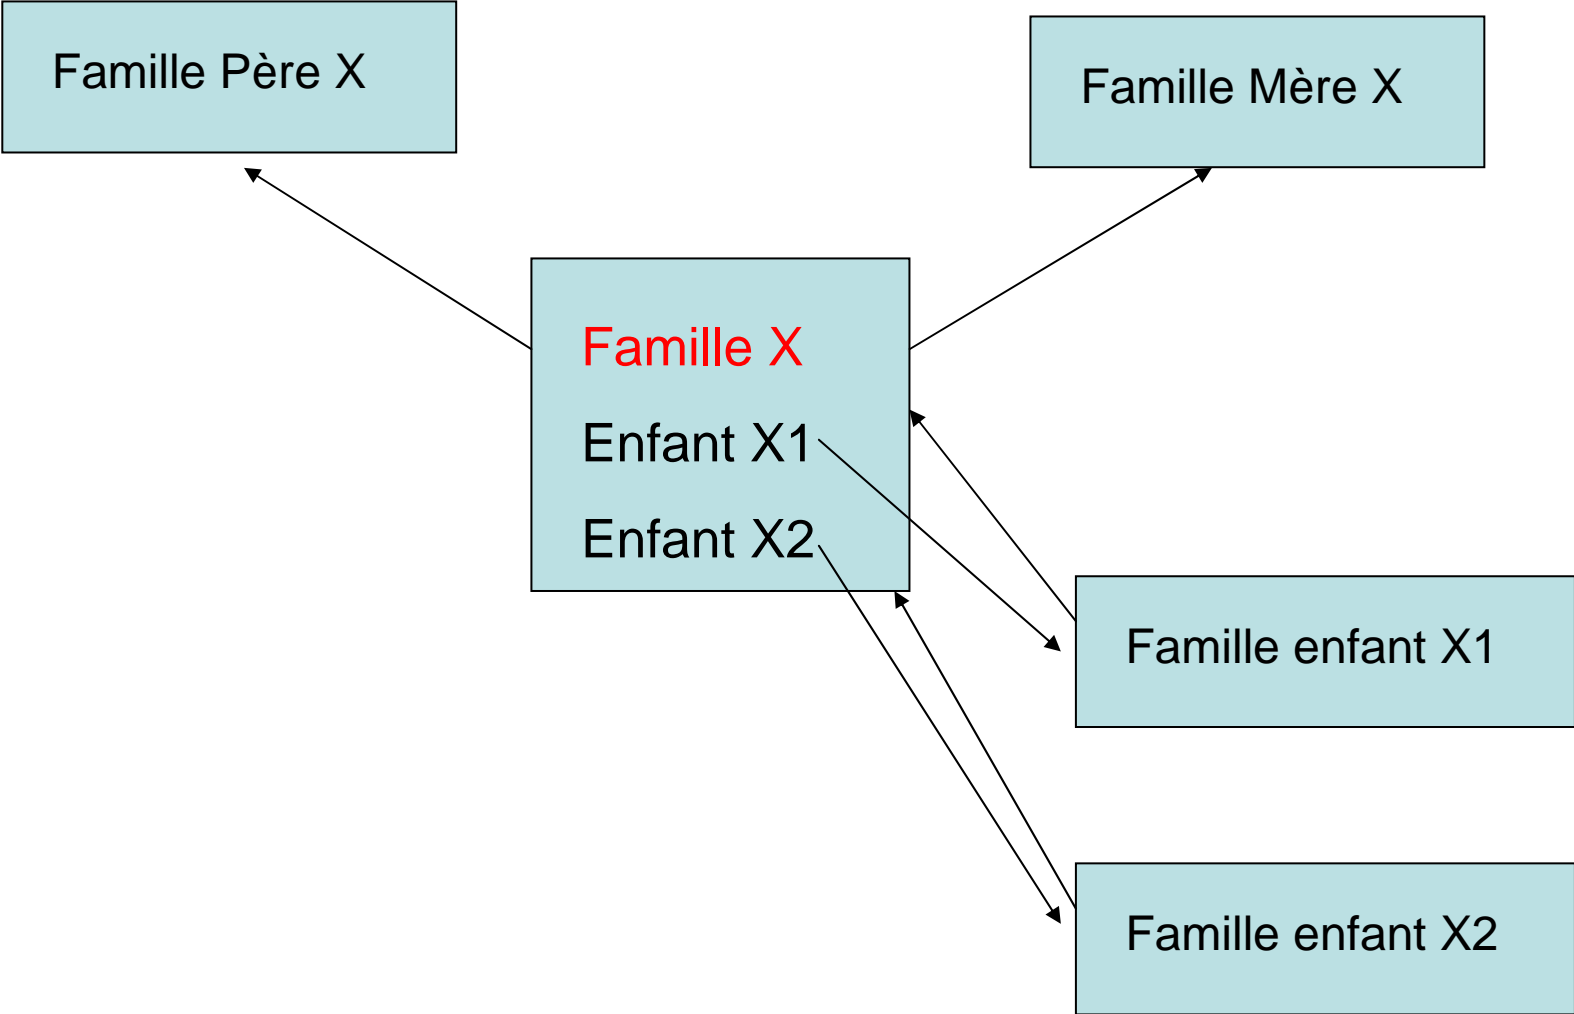 Famille Père X
Famille Mère X
Famille X
Enfant X1
Enfant X2
Famille enfant X1
Famille enfant X2